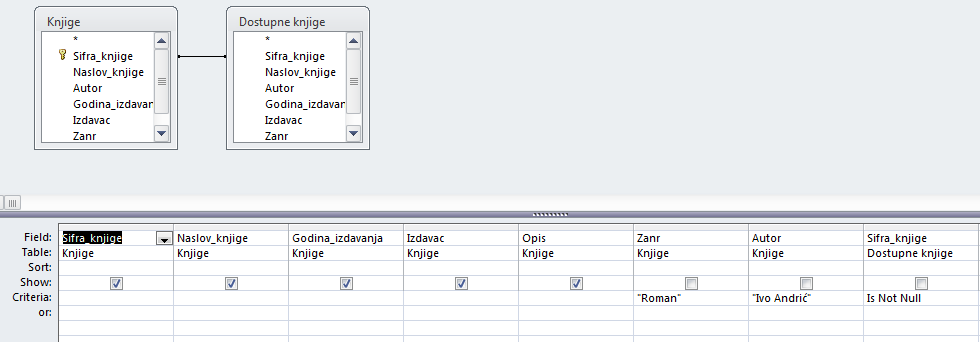 Knjige Dostupne knjige
* *
Sifra_knjige Sifra_knjige
Naslov_knjige Naslov_knjige
Autor Autor
Godina_izdavar Godina_izdavar
Izdavac Izdavac
Zanr Zanr
Field: Sifra_knjige Naslov_knjige Godina_izdavanja Izdavac Opis Zanr Autor Sifra_knjige
Table: Knjige Knjige Knjige Knjige Knjige Knjige Knjige Dostupne knjige
Sort:
Show:
Criteria: "Roman" "Ivo Andrić" Is Not Null
or: